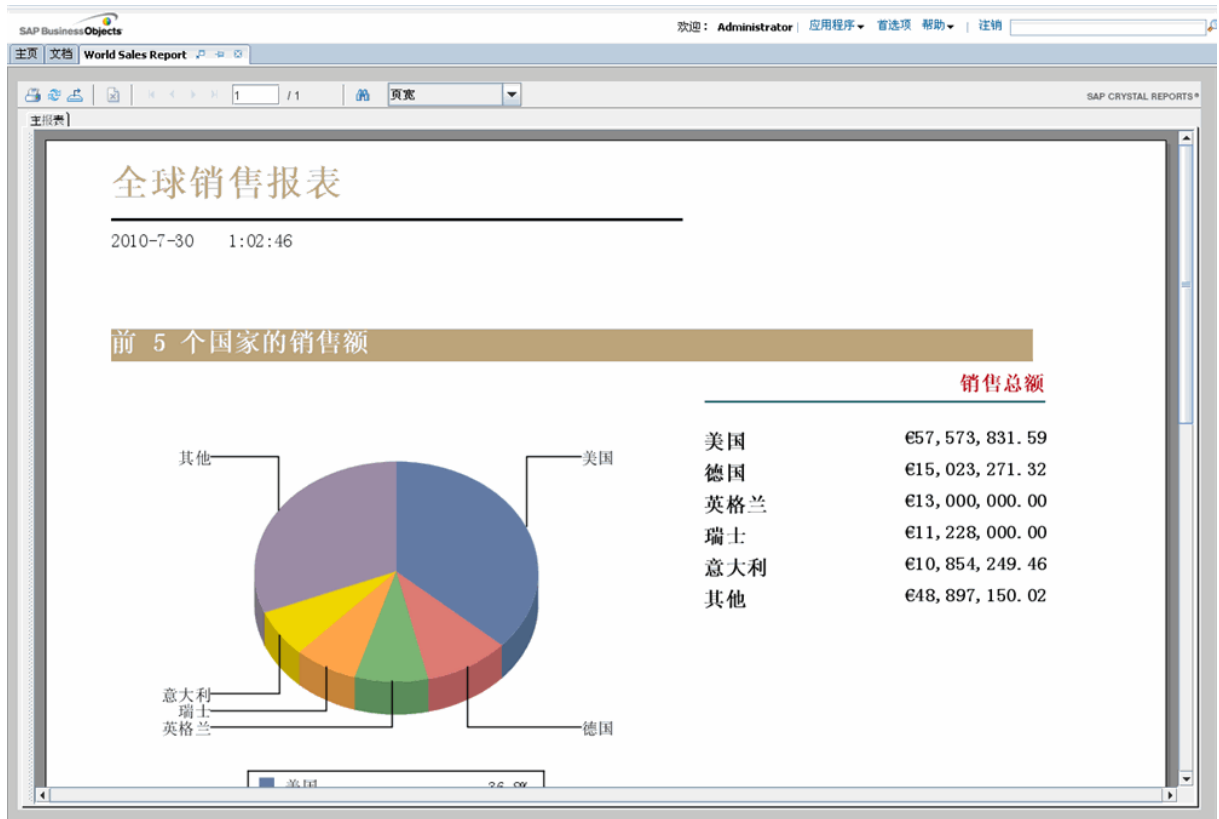 SAP BusinessObjects
欢迎： Administrator | 应用程序 首选项 帮助 | 注销
主页 文档 World Sales Report
1 / 1 页宽 SAP CRYSTAL REPORTS®
主报表
全球销售报表
2010-7-30 1:02:46
前 5 个国家的销售额
销售总额
美国 €57,573,831.59
德国 €15,023,271.32
英格兰 €13,000,000.00
瑞士 €11,228,000.00
意大利 €10,854,249.46
其他 €48,897,150.02
其他
美国
意大利
瑞士
英格兰
德国
美国